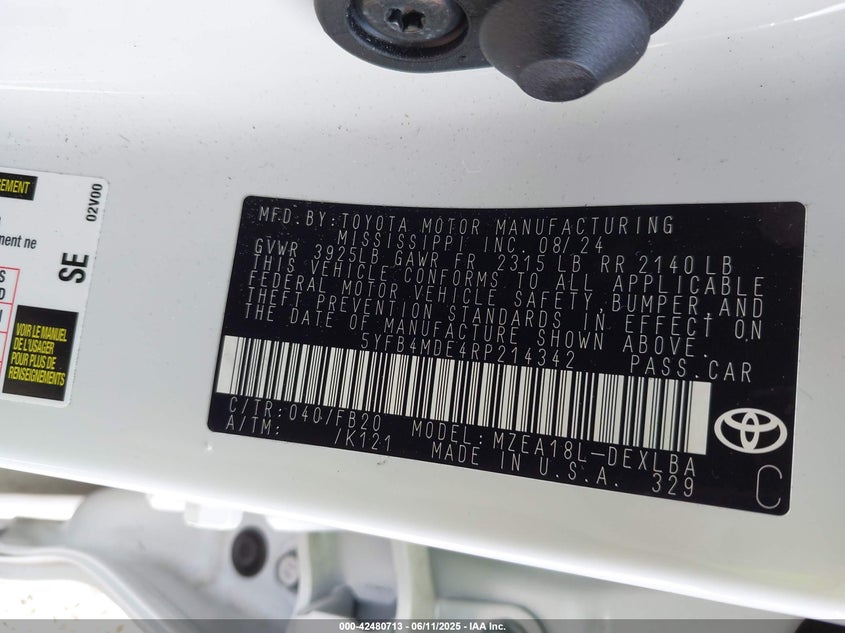 GEMENT
ment ne
S
D
02V00
SE
VOIR LE MANUEL
DE L'USAGER
POUR PLUS DE
RENSEIGNEMENTS
MFD. BY: TOYOTA MOTOR MANUFACTURING
MISSISSIPPI INC. 08/24
GVWR 3925LB GAWR FR 2315 LB RR 2140 LB
THIS VEHICLE CONFORMS TO ALL APPLICABLE
FEDERAL MOTOR VEHICLE SAFETY, BUMPER, AND
THEFT PREVENTION STANDARDS IN EFFECT ON
THE DATE OF MANUFACTURE SHOWN ABOVE.
5YFB4MDE4RP214342 PASS. CAR
C/TR: 040/FB20 MODEL: MZEA18L-DEXLBA
A/TM: /K121 MADE IN U.S.A. 329
C
000-42480713 - 06/11/2025 - IAA Inc.